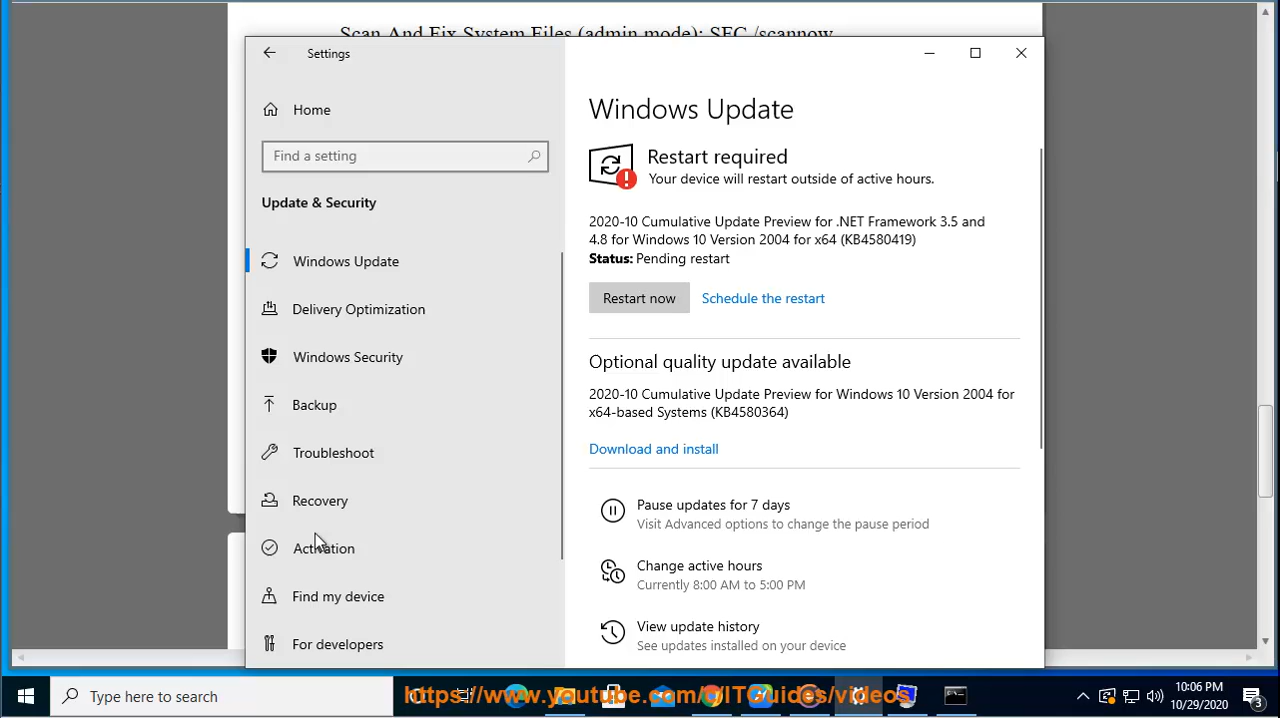 Scan And Fix System Files (admin mode): SFC /scannow
Settings
Home
Find a setting
Update & Security
Windows Update
Delivery Optimization
Windows Security
Backup
Troubleshoot
Recovery
Activation
Find my device
For developers
Windows Update
Restart required
Your device will restart outside of active hours.
2020-10 Cumulative Update Preview for .NET Framework 3.5 and
4.8 for Windows 10 Version 2004 for x64 (KB4580419)
Status: Pending restart
Restart now Schedule the restart
Optional quality update available
2020-10 Cumulative Update Preview for Windows 10 Version 2004 for
x64-based Systems (KB4580364)
Download and install
Pause updates for 7 days
Visit Advanced options to change the pause period
Change active hours
Currently 8:00 AM to 5:00 PM
View update history
See updates installed on your device
Type here to search
https://www.youtube.com/c/ITGuides/videos
10:06 PM
10/29/2020
3